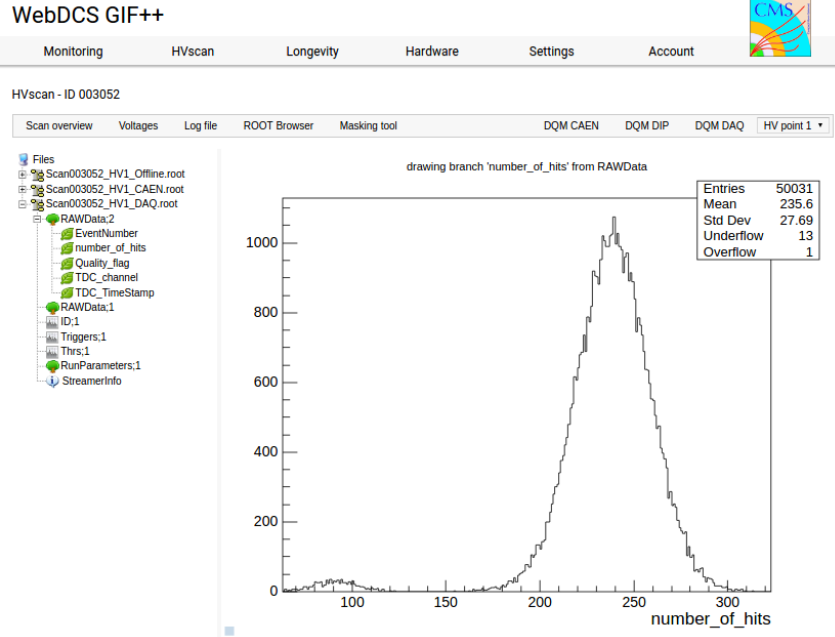 WebDCS GIF++
CMS
Monitoring HVscan Longevity Hardware Settings Account
HVscan - ID 003052
Scan overview Voltages Log file ROOT Browser Masking tool DQM CAEN DQM DIP DQM DAQ HV point 1
Files
Scan003052_HV1_Offline.root
Scan003052_HV1_CAEN.root
Scan003052_HV1_DAQ.root
RAWData;2
EventNumber
number_of_hits
Quality_flag
TDC_channel
TDC_TimeStamp
RAWData;1
ID;1
Triggers;1
Thrs;1
RunParameters;1
StreamerInfo
drawing branch 'number_of_hits' from RAWData
Entries 50031
Mean 235.6
Std Dev 27.69
Underflow 13
Overflow 1
1000
800
600
400
200
0
100 150 200 250 300
number_of_hits